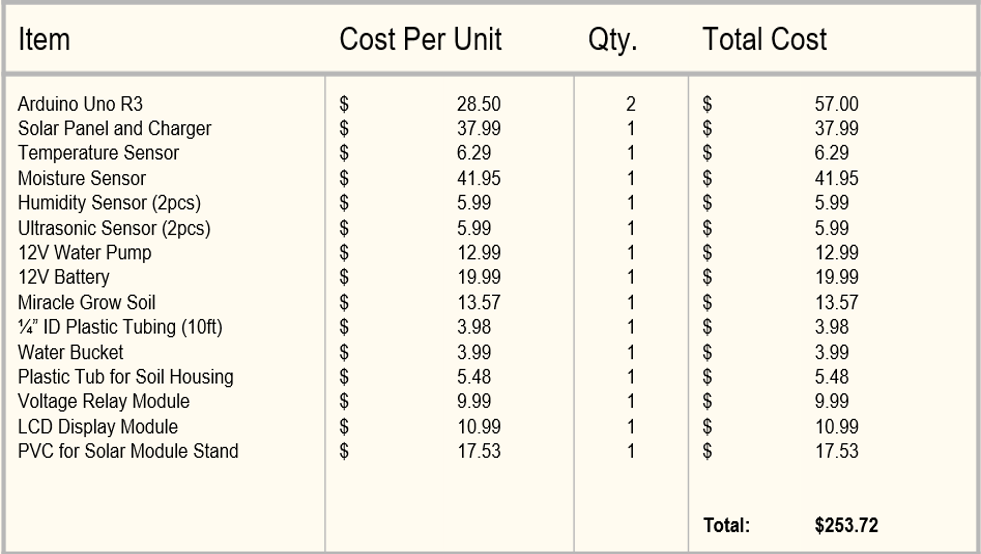 Item Cost Per Unit Qty. Total Cost
Arduino Uno R3 $ 28.50 2 $ 57.00
Solar Panel and Charger $ 37.99 1 $ 37.99
Temperature Sensor $ 6.29 1 $ 6.29
Moisture Sensor $ 41.95 1 $ 41.95
Humidity Sensor (2pcs) $ 5.99 1 $ 5.99
Ultrasonic Sensor (2pcs) $ 5.99 1 $ 5.99
12V Water Pump $ 12.99 1 $ 12.99
12V Battery $ 19.99 1 $ 19.99
Miracle Grow Soil $ 13.57 1 $ 13.57
¼” ID Plastic Tubing (10ft) $ 3.98 1 $ 3.98
Water Bucket $ 3.99 1 $ 3.99
Plastic Tub for Soil Housing $ 5.48 1 $ 5.48
Voltage Relay Module $ 9.99 1 $ 9.99
LCD Display Module $ 10.99 1 $ 10.99
PVC for Solar Module Stand $ 17.53 1 $ 17.53
Total: $253.72